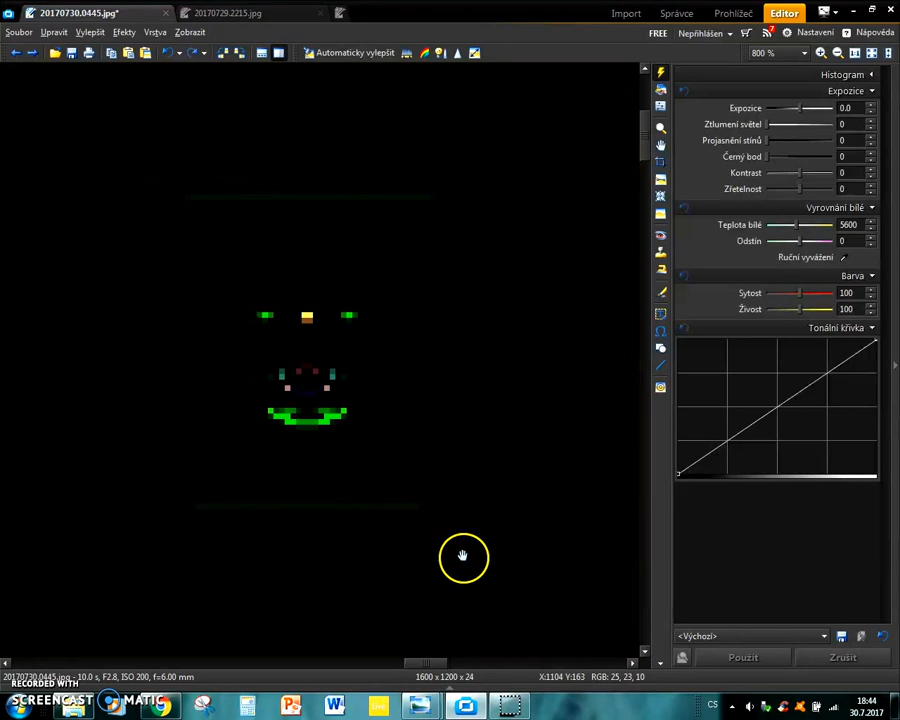 20170730.0445.jpg*
20170729.2215.jpg
Import
Správce
Prohlížeč
Editor
Soubor Upravit Vylepšit Efekty Vrstva Zobrazit
FREE Nepřihlášen 7 Nastavení Nápověda
Automaticky vylepšit
800 %
Histogram
Expozice
Expozice 0.0
Ztlumení světel 0
Projasnění stínů 0
Černý bod 0
Kontrast 0
Zřetelnost 0
Vyrovnání bílé
Teplota bílé 5600
Odstín 0
Ruční vyvážení
Barva
Sytost 100
Živost 100
Tonální křivka
<Výchozí>
Použít Zrušit
20170730.0445.jpg - 10.0 s, F2.8, ISO 200, f=6.00 mm
1600 x 1200 x 24
X:1104 Y:163
RGB: 25, 23, 10
RECORDED WITH
SCREENCAST MATIC
Live
CS
18:44
30.7.2017